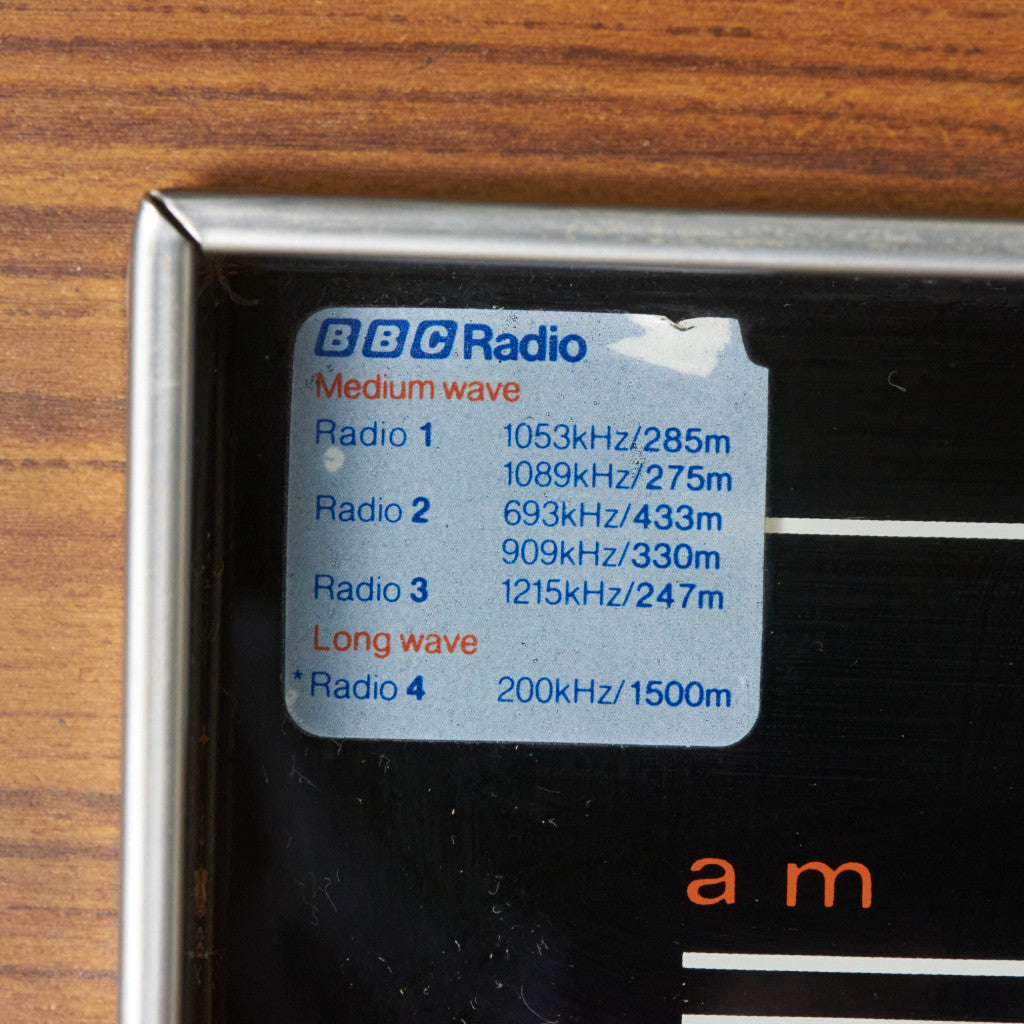 BBC Radio
Medium wave
Radio 1 1053kHz/285m
1089kHz/275m
Radio 2 693kHz/433m
909kHz/330m
Radio 3 1215kHz/247m
Long wave
*Radio 4 200kHz/1500m
am